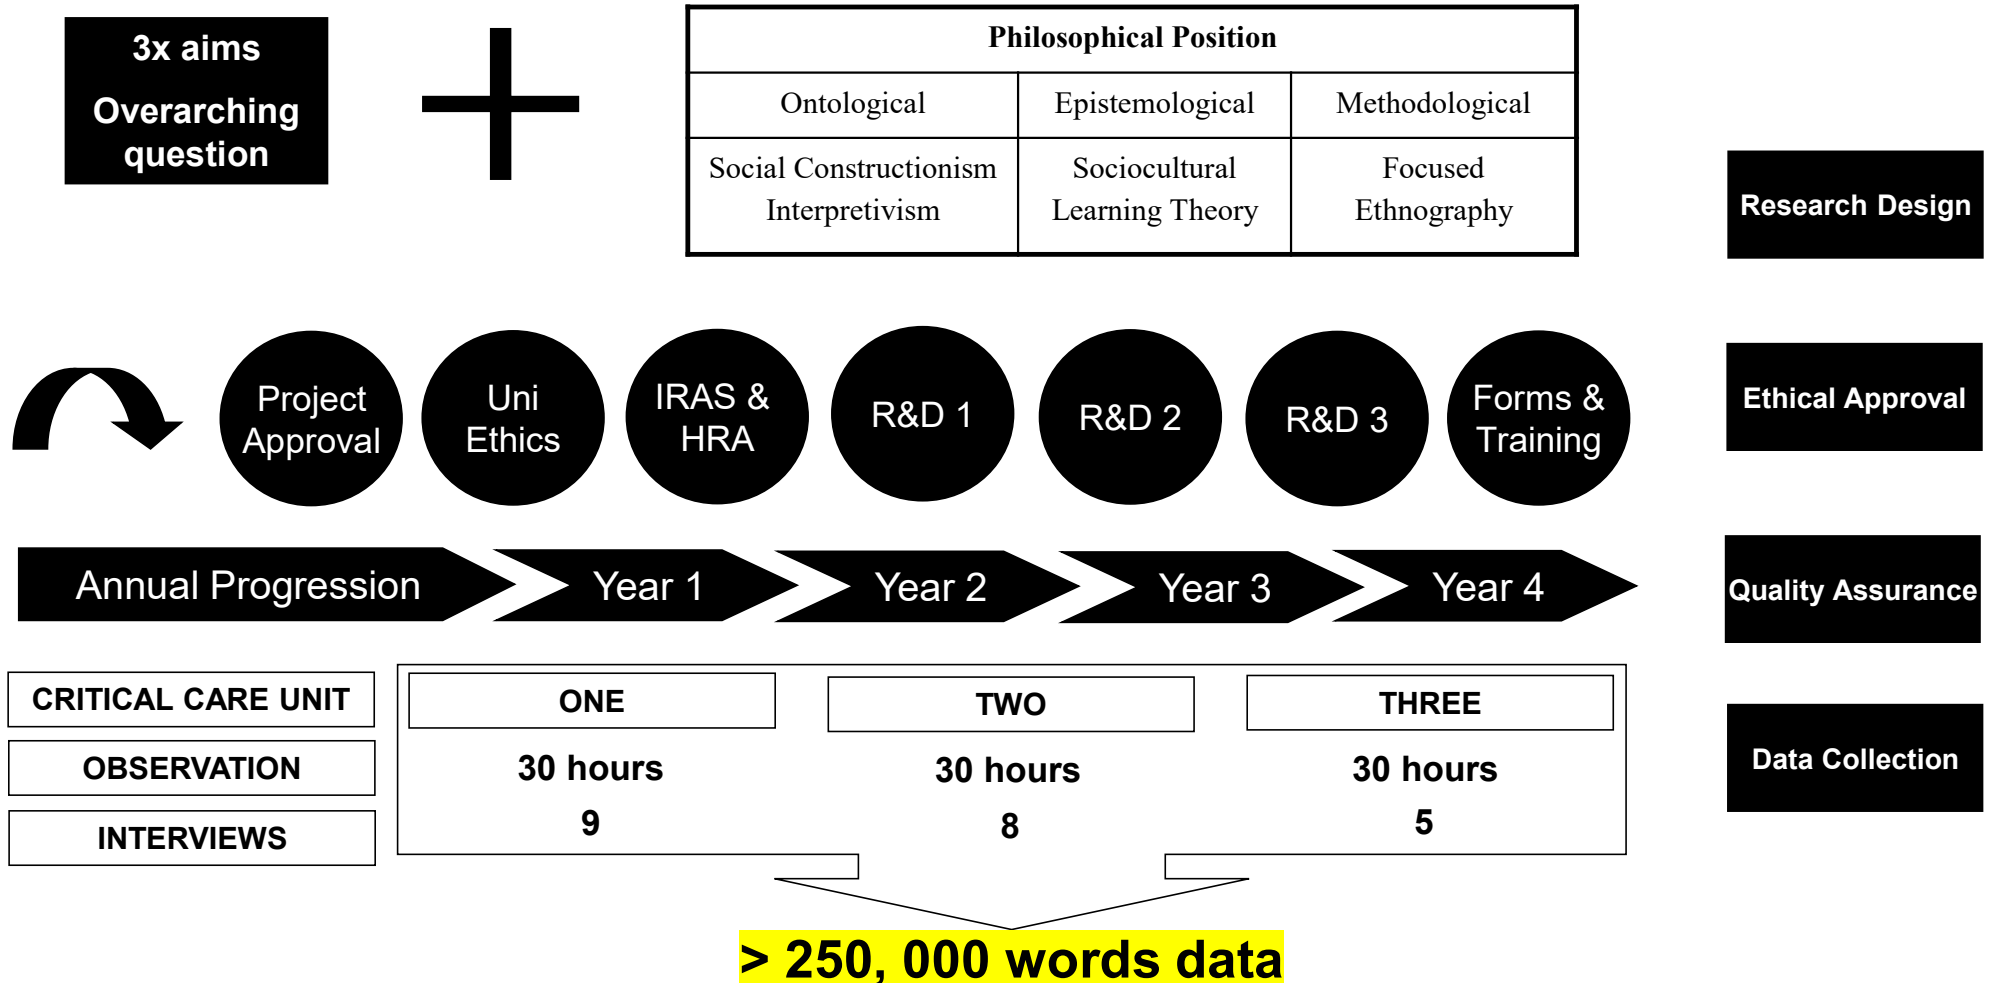 3x aims
Overarching
question
Philosophical Position
Ontological
Epistemological
Methodological
Social Constructionism
Interpretivism
Sociocultural
Learning Theory
Focused
Ethnography
Research Design
Project
Approval
Uni
Ethics
IRAS &
HRA
R&D 1
R&D 2
R&D 3
Forms &
Training
Ethical Approval
Annual Progression
Year 1
Year 2
Year 3
Year 4
Quality Assurance
CRITICAL CARE UNIT
ONE
TWO
THREE
OBSERVATION
30 hours
30 hours
30 hours
INTERVIEWS
9
8
5
Data Collection
> 250, 000 words data